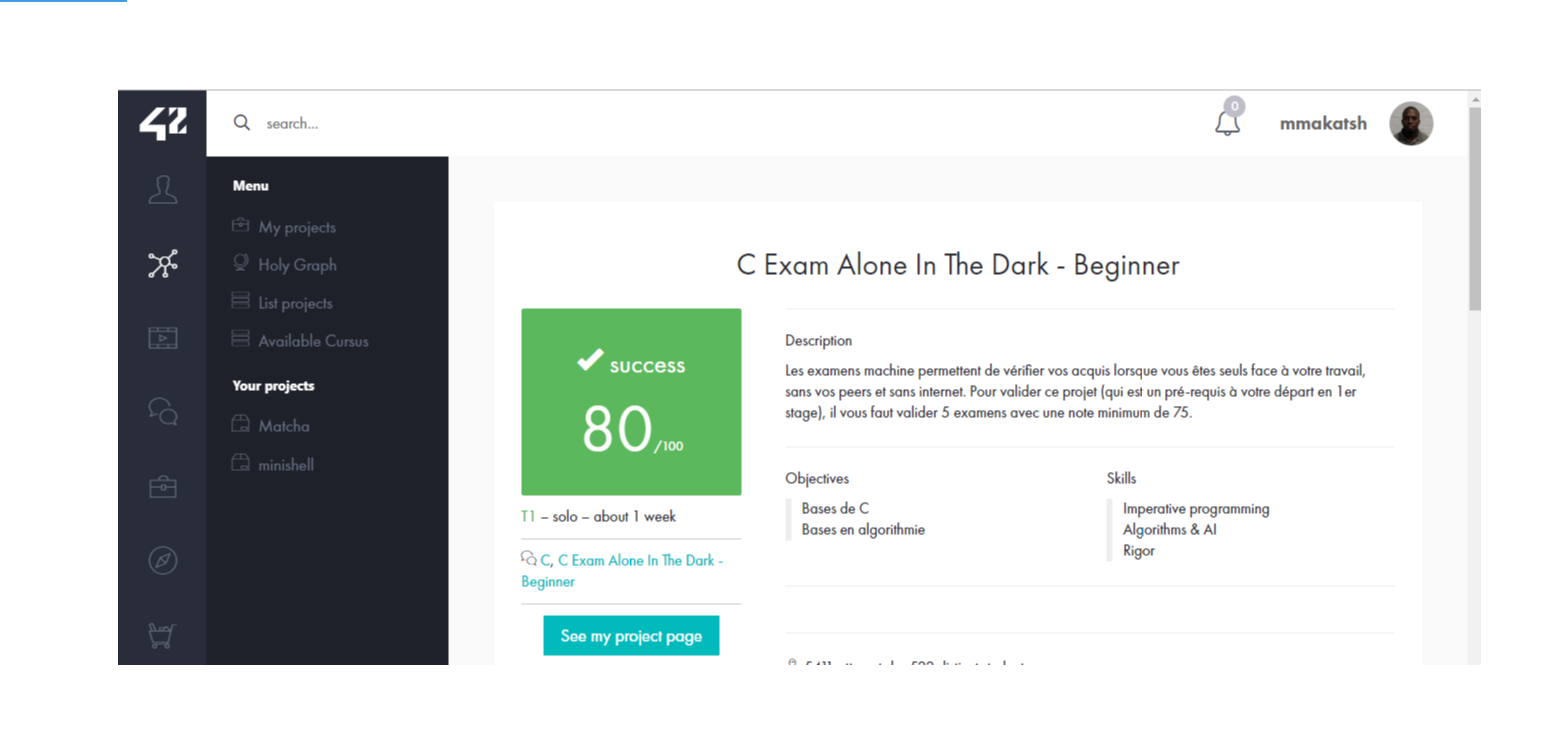 42
search...
0
mmakatsh
Menu
My projects
Holy Graph
List projects
Available Cursus
Your projects
Matcha
minishell
C Exam Alone In The Dark - Beginner
success
80/100
T1 – solo – about 1 week
C, C Exam Alone In The Dark -
Beginner
See my project page
Description
Les examens machine permettent de vérifier vos acquis lorsque vous êtes seuls face à votre travail,
sans vos peers et sans internet. Pour valider ce projet (qui est un pré-requis à votre départ en 1er
stage), il vous faut valider 5 examens avec une note minimum de 75.
Objectives
Bases de C
Bases en algorithmie
Skills
Imperative programming
Algorithms & AI
Rigor